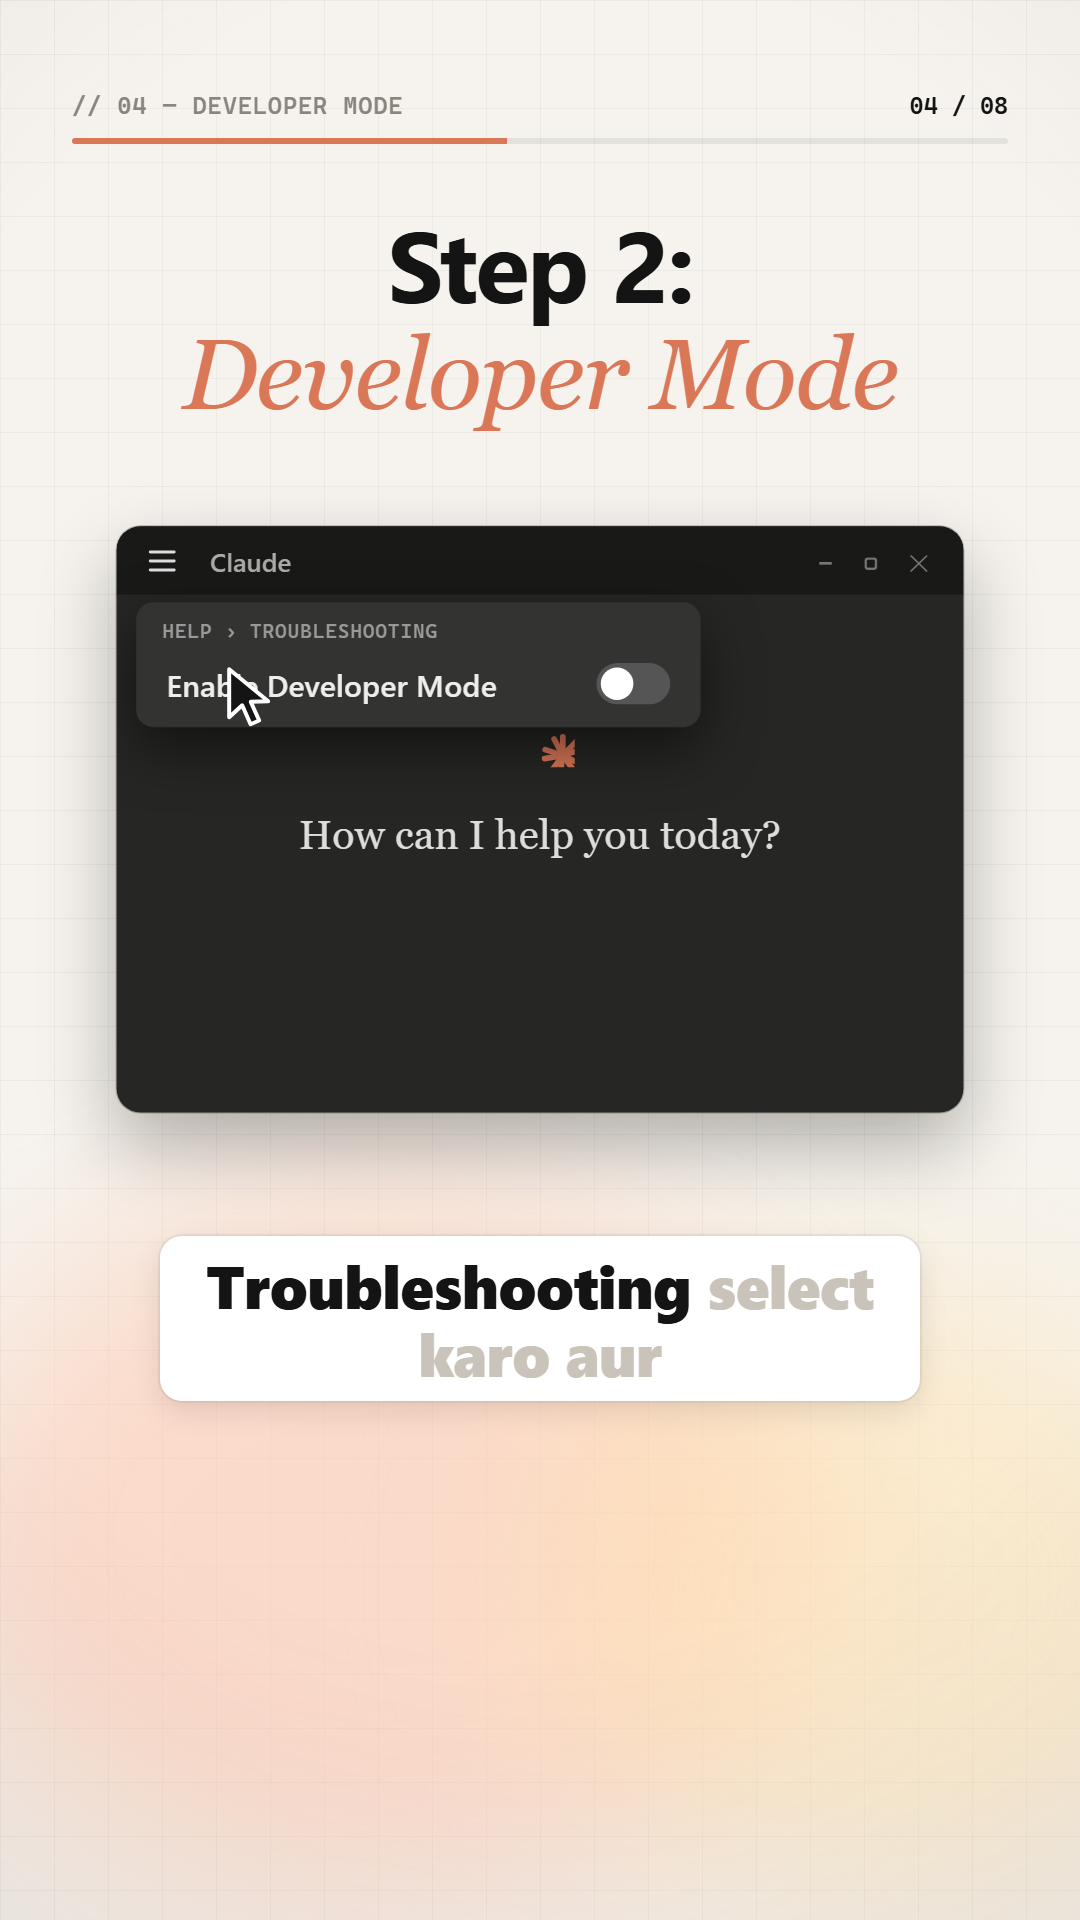 // 04 — DEVELOPER MODE
04 / 08
Step 2:
Developer Mode
Claude
HELP › TROUBLESHOOTING
Enable Developer Mode
How can I help you today?
Troubleshooting select
karo aur